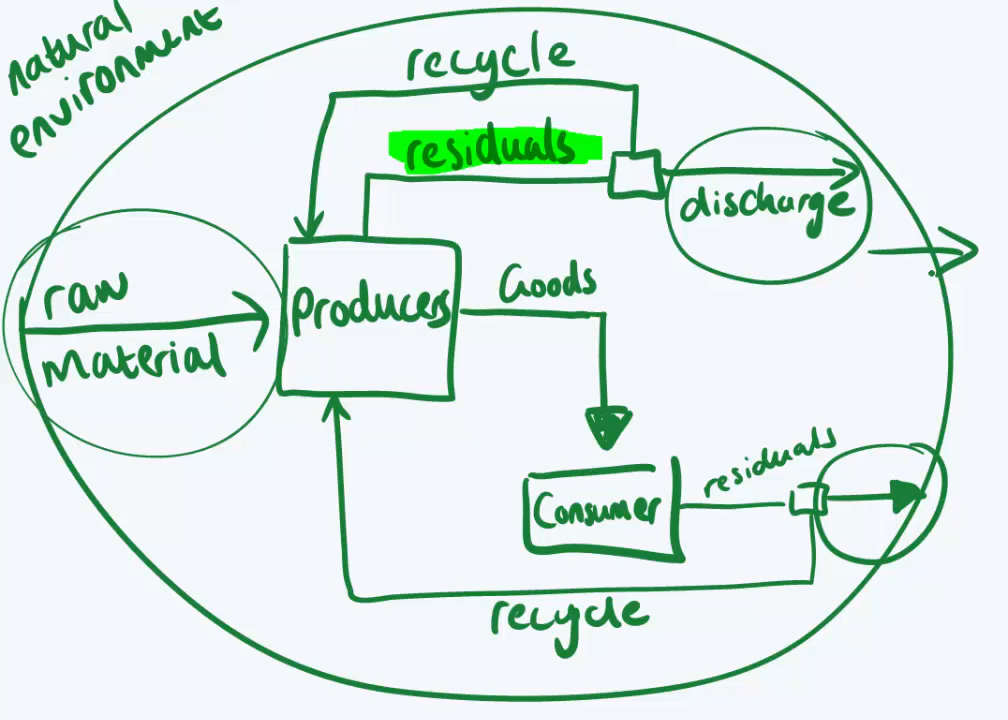 natural
environment
recycle
residuals
discharge
raw
material
Producers
Goods
residuals
Consumer
recycle